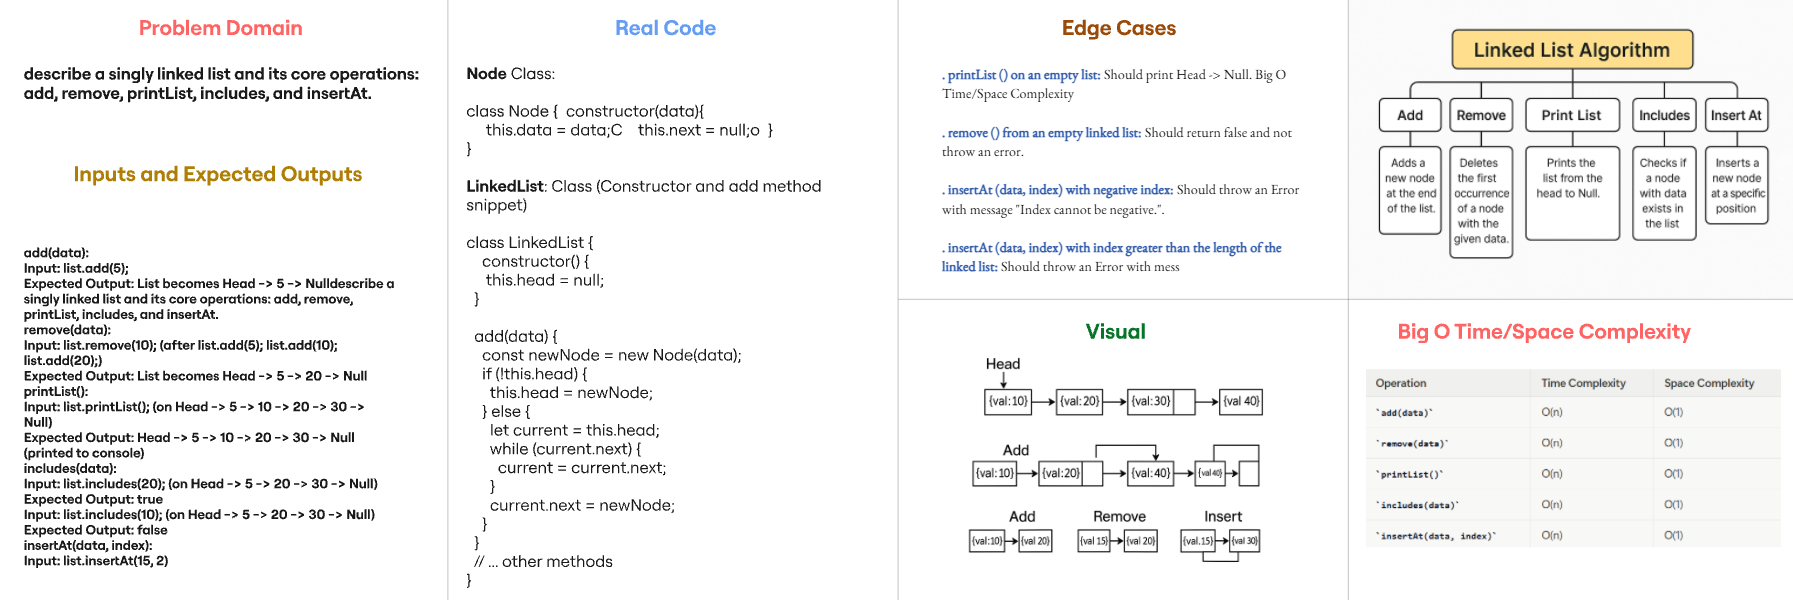 Problem Domain
describe a singly linked list and its core operations:
add, remove, printList, includes, and insertAt.
Inputs and Expected Outputs
add(data):
Input: list.add(5);
Expected Output: List becomes Head -> 5 -> Nulldescribe a
singly linked list and its core operations: add, remove,
printList, includes, and insertAt.
remove(data):
Input: list.remove(10); (after list.add(5); list.add(10);
list.add(20);)
Expected Output: List becomes Head -> 5 -> 20 -> Null
printList():
Input: list.printList(); (on Head -> 5 -> 10 -> 20 -> 30 ->
Null)
Expected Output: Head -> 5 -> 10 -> 20 -> 30 -> Null
(printed to console)
includes(data):
Input: list.includes(20); (on Head -> 5 -> 20 -> 30 -> Null)
Expected Output: true
Input: list.includes(10); (on Head -> 5 -> 20 -> 30 -> Null)
Expected Output: false
insertAt(data, index):
Input: list.insertAt(15, 2)
Real Code
Node Class:
class Node {  constructor(data){
this.data = data;C    this.next = null;o  }
}
LinkedList: Class (Constructor and add method
snippet)
class LinkedList {
constructor() {
this.head = null;
}
add(data) {
const newNode = new Node(data);
if (!this.head) {
this.head = newNode;
} else {
let current = this.head;
while (current.next) {
current = current.next;
}
current.next = newNode;
}
}
// ... other methods
}
Edge Cases
. printList () on an empty list: Should print Head -> Null. Big O
Time/Space Complexity
. remove () from an empty linked list: Should return false and not
throw an error.
. insertAt (data, index) with negative index: Should throw an Error
with message "Index cannot be negative.".
. insertAt (data, index) with index greater than the length of the
linked list: Should throw an Error with mess
Visual
Head
{val:10} {val:20} {val:30} {val 40}
Add
{val:10} {val:20} {val:40} {val 40}
Add Remove Insert
{val:10} {val 20} {val 15} {val 20} {val.15} {val 30}
Linked List Algorithm
Add Remove Print List Includes Insert At
Adds a
new node
at the end
of the list.
Deletes
the first
occurrence
of a node
with the
given data.
Prints the
list from the
head to Null.
Checks if
a node
with data
exists in
the list
Inserts a
new node
at a specific
position
Big O Time/Space Complexity
Operation Time Complexity Space Complexity
`add(data)` O(n) O(1)
`remove(data)` O(n) O(1)
`printList()` O(n) O(1)
`includes(data)` O(n) O(1)
`insertAt(data, index)` O(n) O(1)